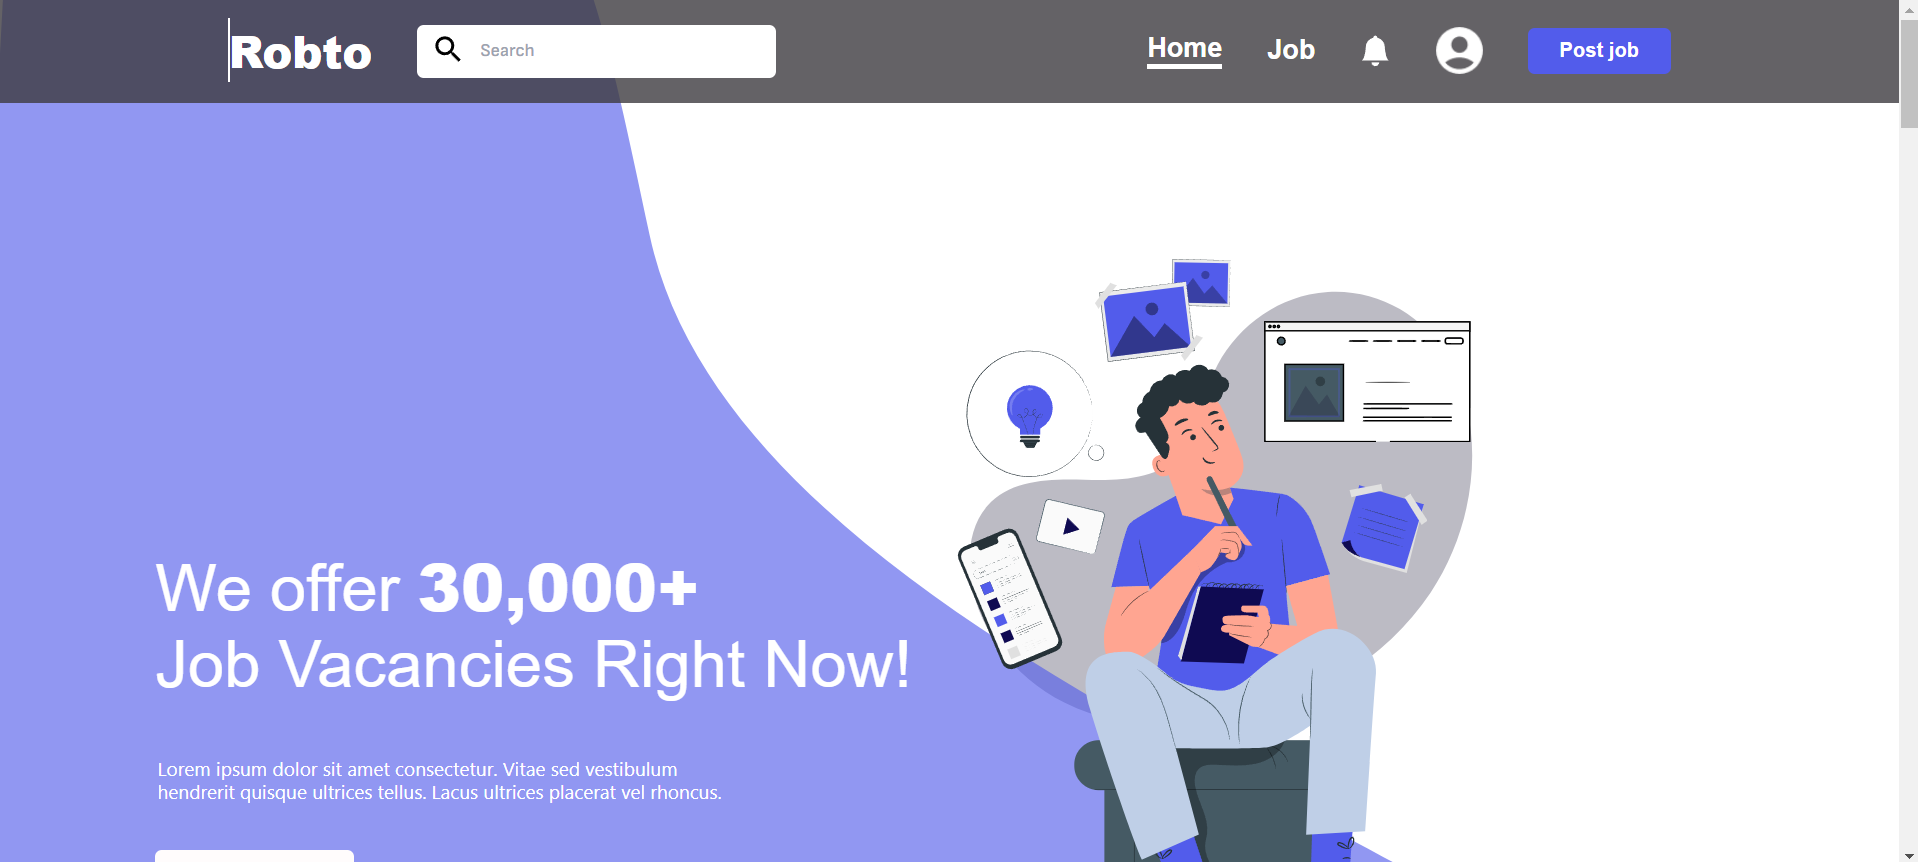 Robto
Search
Home
Job
Post job
We offer 30,000+
Job Vacancies Right Now!
Lorem ipsum dolor sit amet consectetur. Vitae sed vestibulum
hendrerit quisque ultrices tellus. Lacus ultrices placerat vel rhoncus.